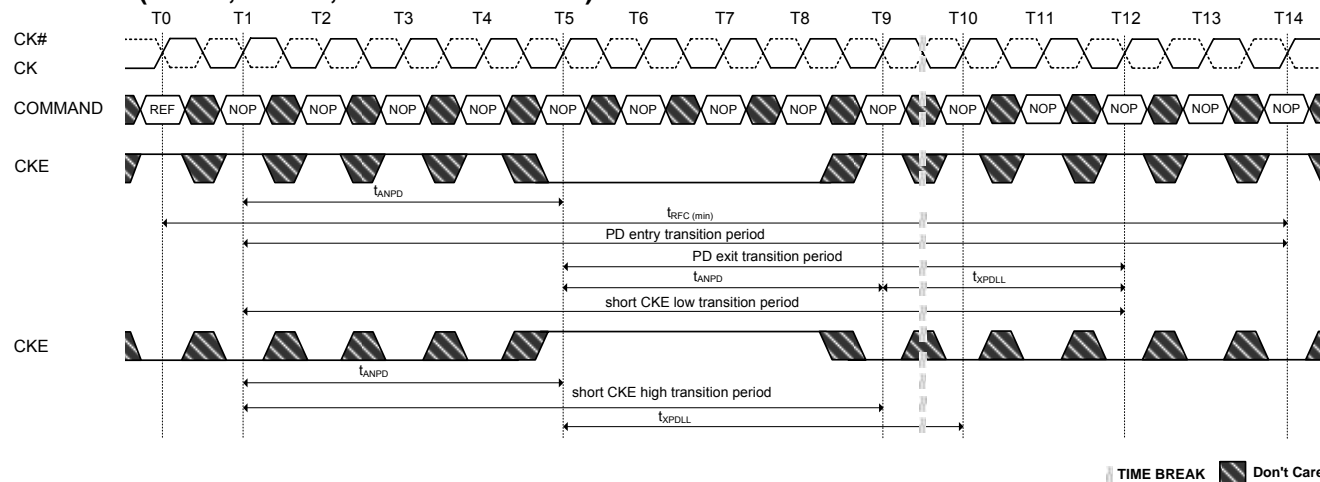 T0 T1 T2 T3 T4 T5 T6 T7 T8 T9 T10 T11 T12 T13 T14
CK#
CK
COMMAND REF NOP NOP NOP NOP NOP NOP NOP NOP NOP NOP NOP NOP NOP NOP
CKE
tANPD
tRFC (min)
PD entry transition period
PD exit transition period
tANPD tXPDLL
short CKE low transition period
CKE
tANPD
short CKE high transition period
tXPDLL
TIME BREAK Don't Care